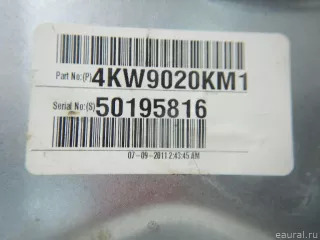 Part No:(P)4KW9020KM1
Serial No:(S)50195816
07-09-2011 2:43:45 AM
eaural.ru